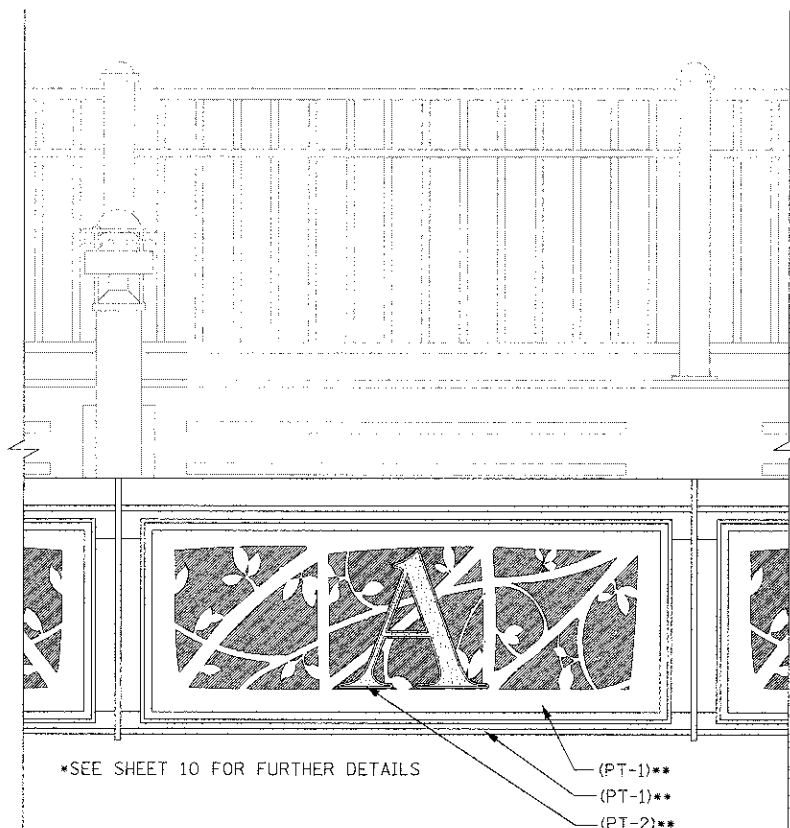 A
*SEE SHEET 10 FOR FURTHER DETAILS
(PT-1)**
(PT-1)**
(PT-2)**